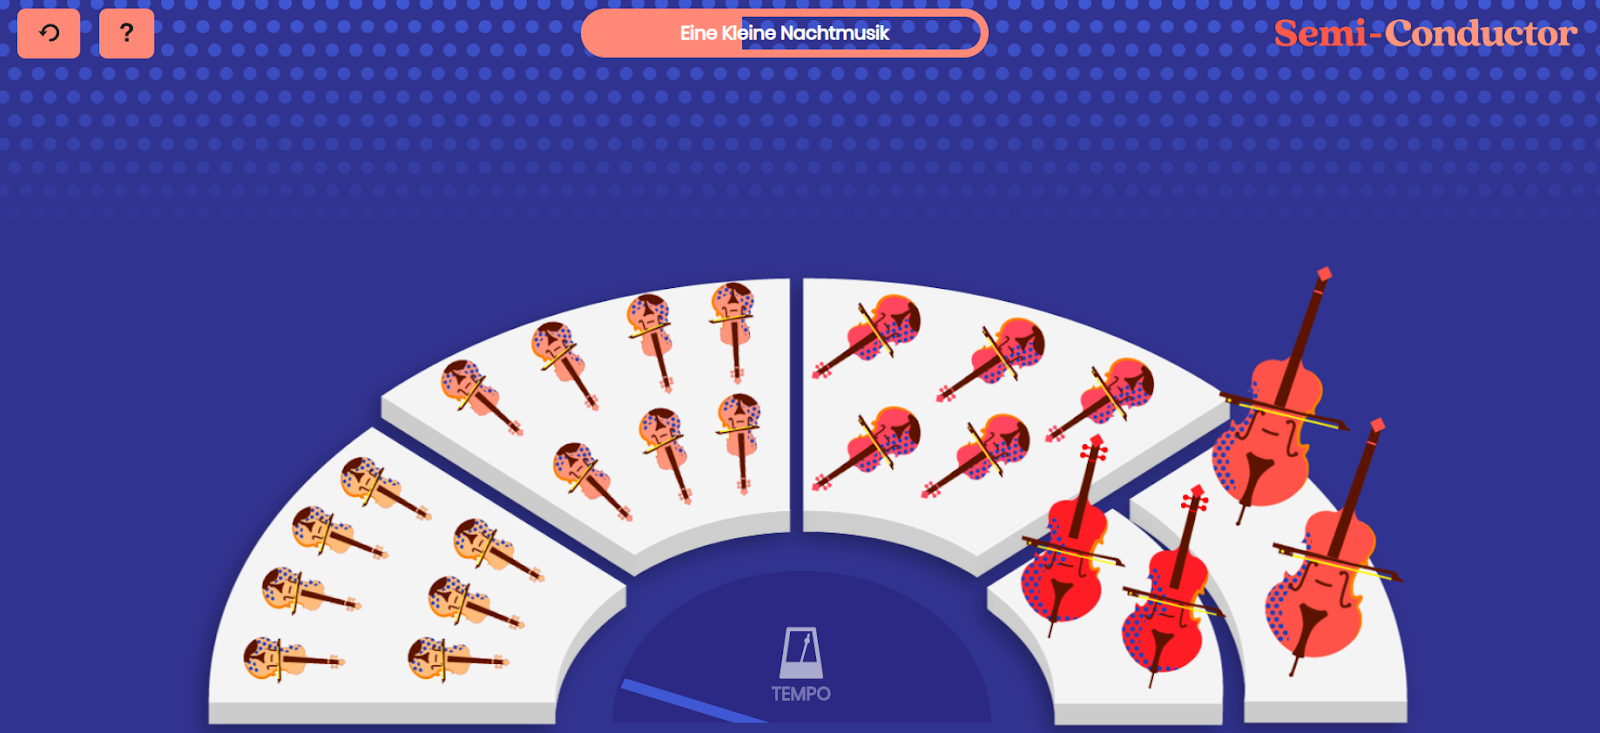 ?
Eine Kleine Nachtmusik
Semi-Conductor
TEMPO